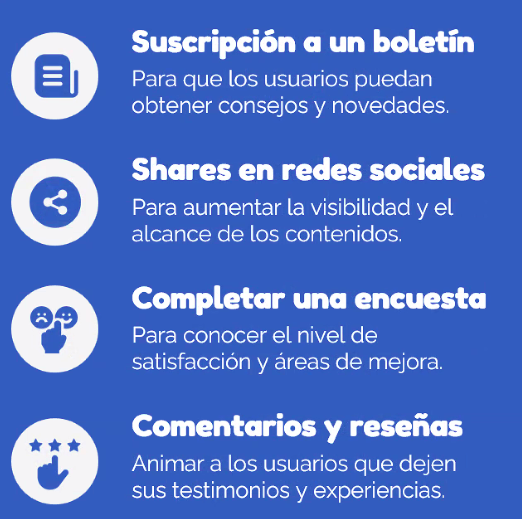 Suscripción a un boletín
Para que los usuarios puedan
obtener consejos y novedades.
Shares en redes sociales
Para aumentar la visibilidad y el
alcance de los contenidos.
Completar una encuesta
Para conocer el nivel de
satisfacción y áreas de mejora.
Comentarios y reseñas
Animar a los usuarios que dejen
sus testimonios y experiencias.